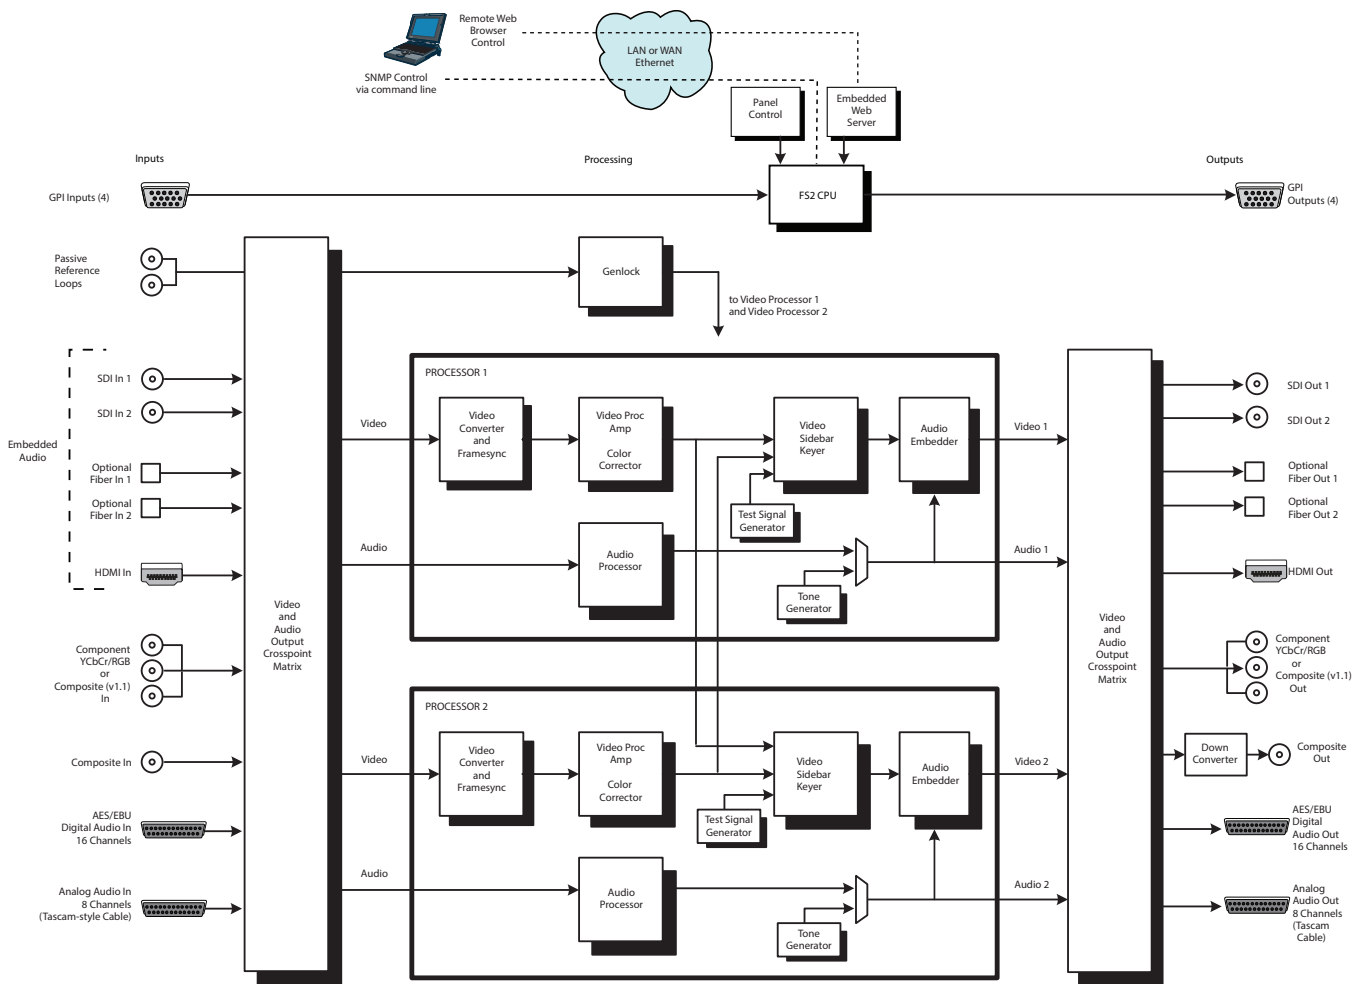 Remote Web
Browser
Control
SNMP Control
via command line
LAN or WAN
Ethernet
Panel
Control
Embedded
Web
Server
Inputs
Processing
Outputs
GPI Inputs (4)
FS2 CPU
GPI
Outputs (4)
Passive
Reference
Loops
Genlock
to Video Processor 1
and Video Processor 2
Embedded
Audio
SDI In 1
SDI In 2
Optional
Fiber In 1
Optional
Fiber In 2
HDMI In
Component
YCbCr/RGB
or
Composite (v1.1)
In
Composite In
AES/EBU
Digital Audio In
16 Channels
Analog Audio In
8 Channels
(Tascam-style Cable)
Video
and
Audio
Output
Crosspoint
Matrix
PROCESSOR 1
Video
Video
Converter
and
Framesync
Video Proc
Amp
Color
Corrector
Video
Sidebar
Keyer
Audio
Embedder
Video 1
Test Signal
Generator
Audio
Audio
Processor
Tone
Generator
Audio 1
PROCESSOR 2
Video
Video
Converter
and
Framesync
Video Proc
Amp
Color
Corrector
Video
Sidebar
Keyer
Audio
Embedder
Video 2
Test Signal
Generator
Audio
Audio
Processor
Tone
Generator
Audio 2
Video
and
Audio
Output
Crosspoint
Matrix
SDI Out 1
SDI Out 2
Optional
Fiber Out 1
Optional
Fiber Out 2
HDMI Out
Component
YCbCr/RGB
or
Composite (v1.1)
Out
Down
Converter
Composite
Out
AES/EBU
Digital
Audio Out
16 Channels
Analog
Audio Out
8 Channels
(Tascam
Cable)